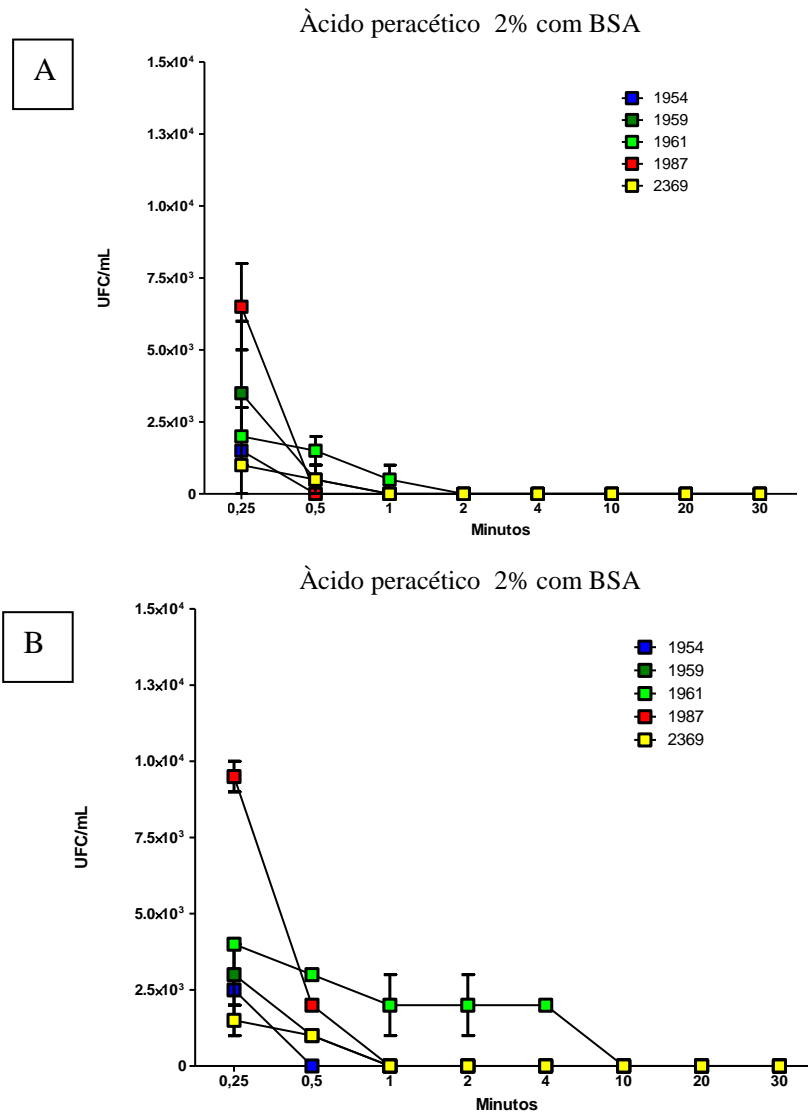 Àcido peracético 2% com BSA
A
1.5x10⁴
1.3x10⁴
1.0x10⁴
7.5x10³
5.0x10³
2.5x10³
0
UFC/mL
1954
1959
1961
1987
2369
0,25 0,5 1 2 4 10 20 30
Minutos
Àcido peracético 2% com BSA
B
1.5x10⁴
1.3x10⁴
1.0x10⁴
7.5x10³
5.0x10³
2.5x10³
0
UFC/mL
1954
1959
1961
1987
2369
0,25 0,5 1 2 4 10 20 30
Minutos